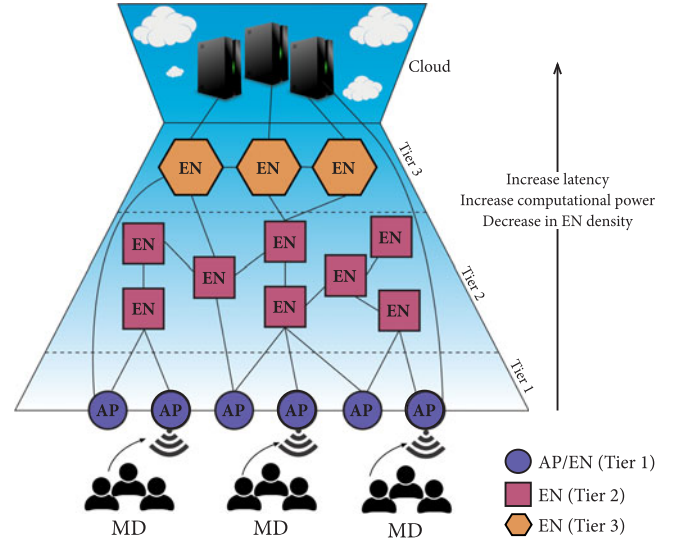 Cloud
Tier 3
EN EN EN
Increase latency
Increase computational power
Decrease in EN density
EN
EN
EN
EN
EN
Tier 2
EN
EN
EN
Tier 1
AP AP AP AP AP AP
MD MD MD
AP/EN (Tier 1)
EN (Tier 2)
EN (Tier 3)